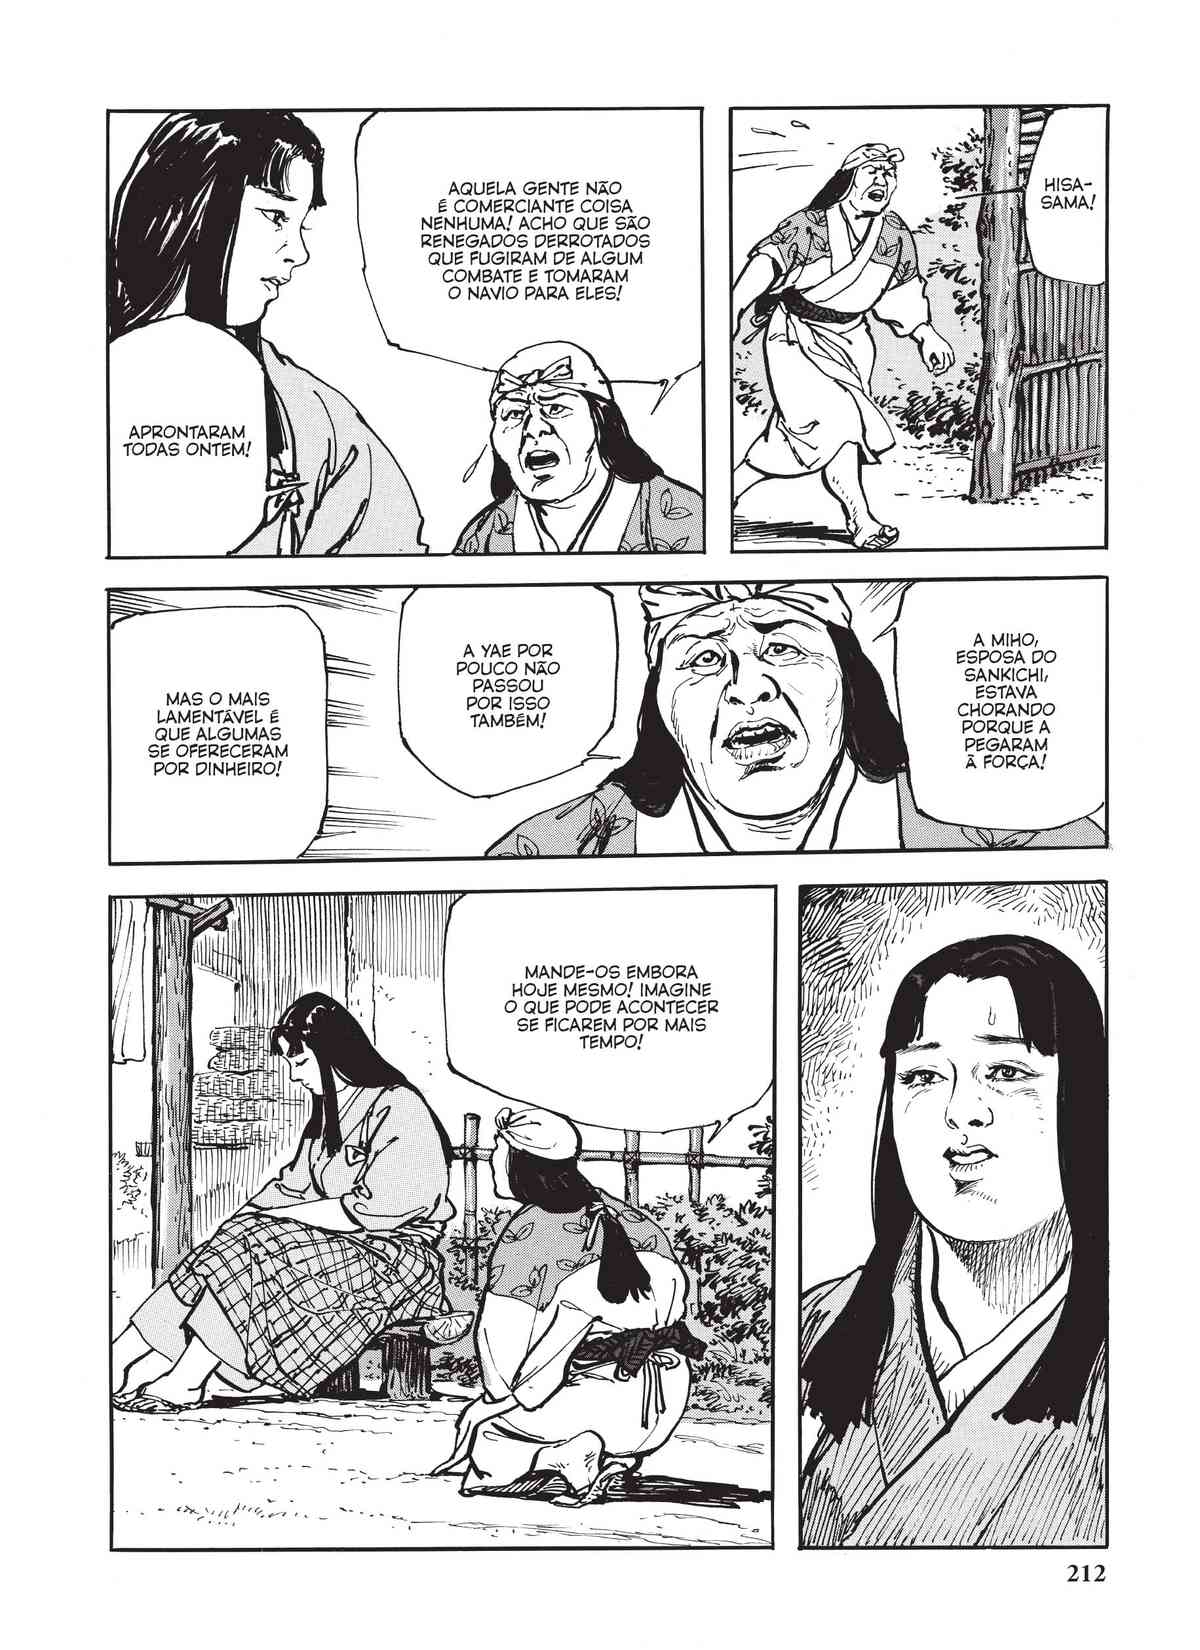 HISA-
SAMA!
AQUELA GENTE NÃO
É COMERCIANTE COISA
NENHUMA! ACHO QUE SÃO
RENEGADOS DERROTADOS
QUE FUGIRAM DE ALGUM
COMBATE E TOMARAM
O NAVIO PARA ELES!
APRONTARAM
TODAS ONTEM!
A MIHO,
ESPOSA DO
SANKICHI,
ESTAVA
CHORANDO
PORQUE A
PEGARAM
À FORÇA!
A YAE POR
POUCO NÃO
PASSOU
POR ISSO
TAMBÉM!
MAS O MAIS
LAMENTÁVEL É
QUE ALGUMAS
SE OFERECERAM
POR DINHEIRO!
MANDE-OS EMBORA
HOJE MESMO! IMAGINE
O QUE PODE ACONTECER
SE FICAREM POR MAIS
TEMPO!
212